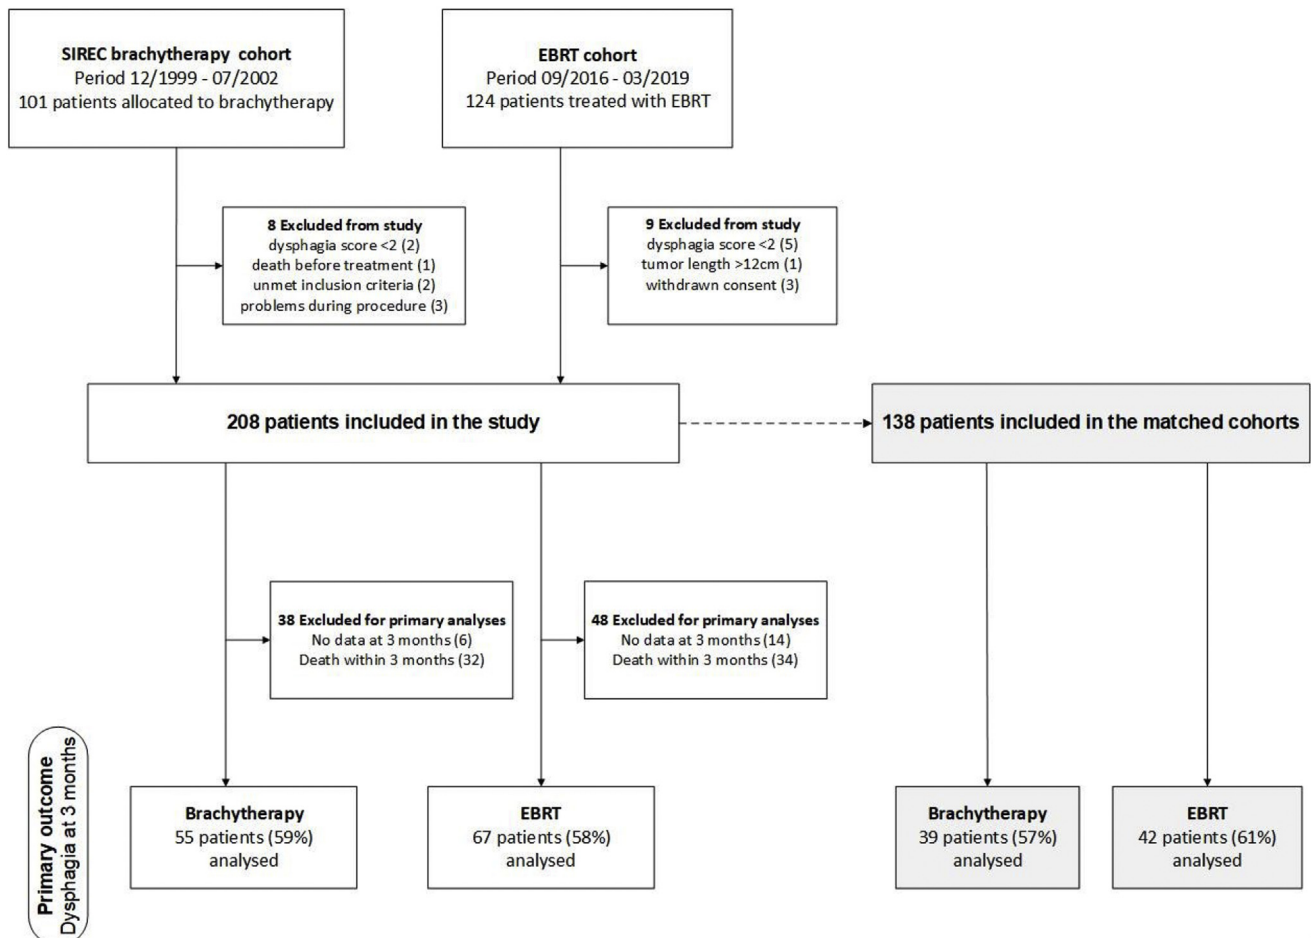 SIREC brachytherapy cohort
Period 12/1999 - 07/2002
101 patients allocated to brachytherapy
EBRT cohort
Period 09/2016 - 03/2019
124 patients treated with EBRT
8 Excluded from study
dysphagia score <2 (2)
death before treatment (1)
unmet inclusion criteria (2)
problems during procedure (3)
9 Excluded from study
dysphagia score <2 (5)
tumor length >12cm (1)
withdrawn consent (3)
208 patients included in the study
138 patients included in the matched cohorts
38 Excluded for primary analyses
No data at 3 months (6)
Death within 3 months (32)
48 Excluded for primary analyses
No data at 3 months (14)
Death within 3 months (34)
Primary outcome
Dysphagia at 3 months
Brachytherapy
55 patients (59%)
analysed
EBRT
67 patients (58%)
analysed
Brachytherapy
39 patients (57%)
analysed
EBRT
42 patients (61%)
analysed